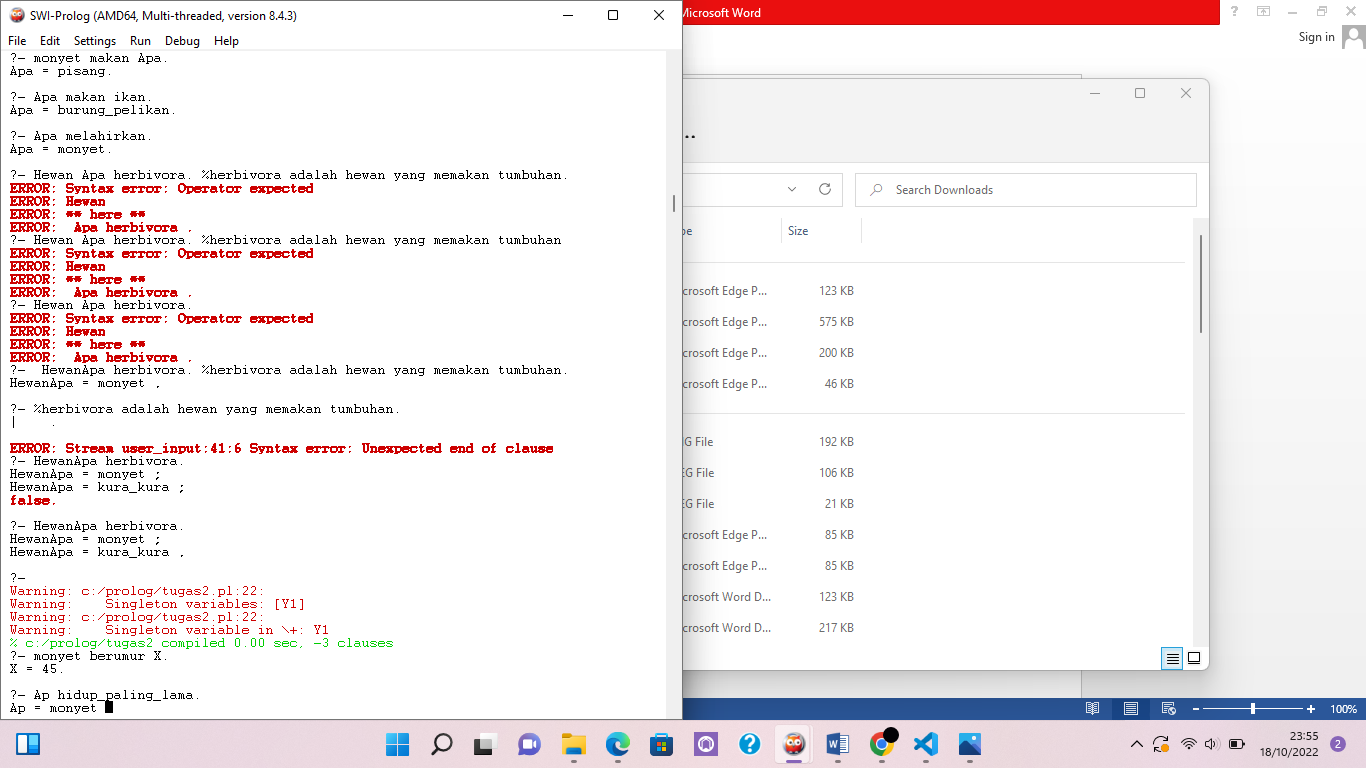 SWI-Prolog (AMD64, Multi-threaded, version 8.4.3)
File Edit Settings Run Debug Help
?- monyet makan Apa.
Apa = pisang.
?- Apa makan ikan.
Apa = burung_pelikan.
?- Apa melahirkan.
Apa = monyet.
?- Hewan Apa herbivora. %herbivora adalah hewan yang memakan tumbuhan.
ERROR: Syntax error: Operator expected
ERROR: Hewan
ERROR: ** here **
ERROR:  Apa herbivora .
?- Hewan Apa herbivora. %herbivora adalah hewan yang memakan tumbuhan
ERROR: Syntax error: Operator expected
ERROR: Hewan
ERROR: ** here **
ERROR:  Apa herbivora .
?- Hewan Apa herbivora.
ERROR: Syntax error: Operator expected
ERROR: Hewan
ERROR: ** here **
ERROR:  Apa herbivora .
?-  HewanApa herbivora. %herbivora adalah hewan yang memakan tumbuhan.
HewanApa = monyet .
?- %herbivora adalah hewan yang memakan tumbuhan.
|    .
ERROR: Stream user_input:41:6 Syntax error: Unexpected end of clause
?- HewanApa herbivora.
HewanApa = monyet ;
HewanApa = kura_kura ;
false.
?- HewanApa herbivora.
HewanApa = monyet ;
HewanApa = kura_kura .
?-
Warning: c:/prolog/tugas2.pl:22:
Warning:    Singleton variables: [Y1]
Warning: c:/prolog/tugas2.pl:22:
Warning:    Singleton variable in \+: Y1
% c:/prolog/tugas2 compiled 0.00 sec, -3 clauses
?- monyet berumur X.
X = 45.
?- Ap hidup_paling_lama.
Ap = monyet
Microsoft Word
Sign in
..
Search Downloads
pe Size
crosoft Edge P... 123 KB
crosoft Edge P... 575 KB
crosoft Edge P... 200 KB
crosoft Edge P... 46 KB
G File 192 KB
EG File 106 KB
EG File 21 KB
crosoft Edge P... 85 KB
crosoft Edge P... 85 KB
crosoft Word D... 123 KB
crosoft Word D... 217 KB
100%
23:55
18/10/2022
2